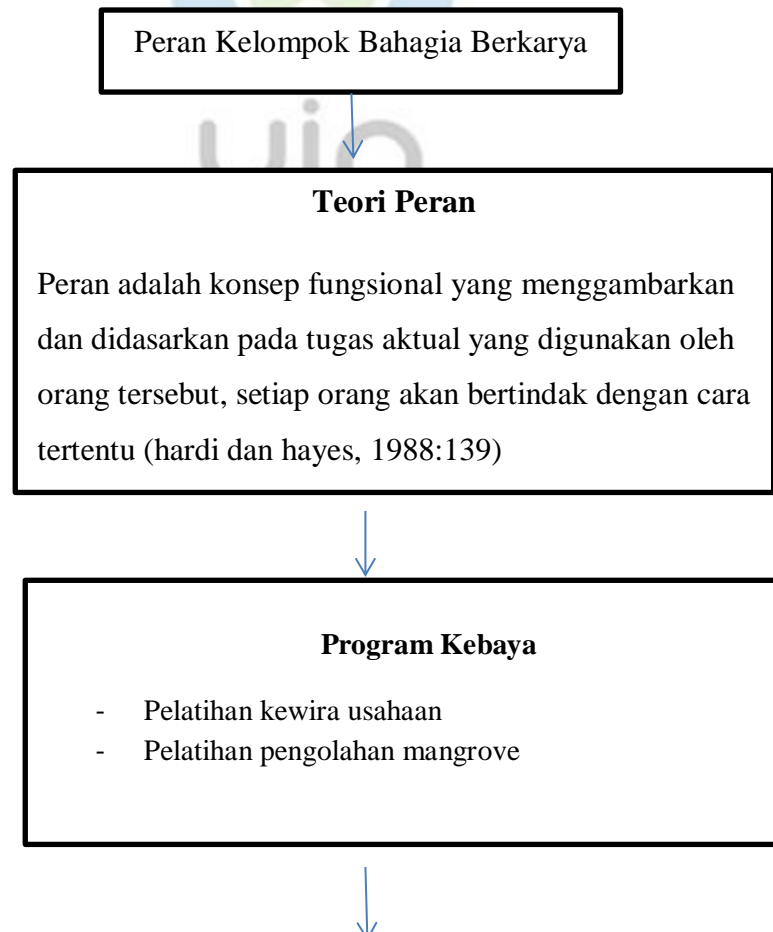 Peran Kelompok Bahagia Berkarya
uin
Teori Peran
Peran adalah konsep fungsional yang menggambarkan
dan didasarkan pada tugas aktual yang digunakan oleh
orang tersebut, setiap orang akan bertindak dengan cara
tertentu (hardi dan hayes, 1988:139)
Program Kebaya
- Pelatihan kewira usahaan
- Pelatihan pengolahan mangrove